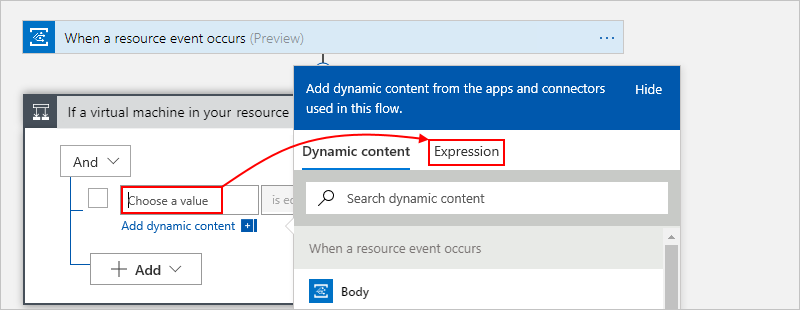 When a resource event occurs (Preview)
Add dynamic content from the apps and connectors
used in this flow.
Hide
If a virtual machine in your resource
And
Dynamic content
Expression
Choose a value
is eq
Search dynamic content
Add dynamic content
When a resource event occurs
Add
Body